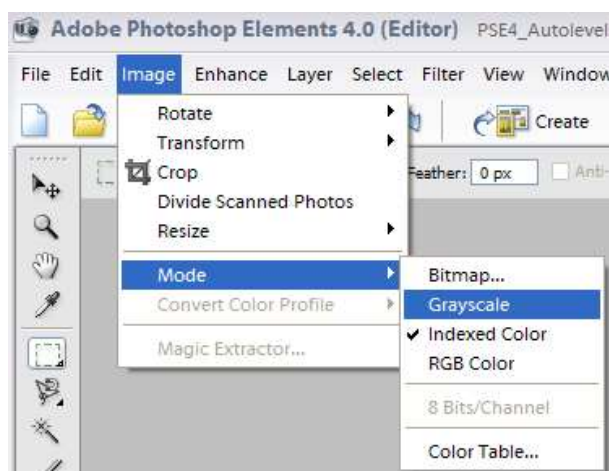 Adobe Photoshop Elements 4.0 (Editor) PSE4_Autolevel
File Edit Image Enhance Layer Select Filter View Window
Create
Rotate
Transform
Crop
Divide Scanned Photos
Resize
Mode
Convert Color Profile
Magic Extractor...
Feather: 0 px Anti-
Bitmap...
Grayscale
Indexed Color
RGB Color
8 Bits/Channel
Color Table...